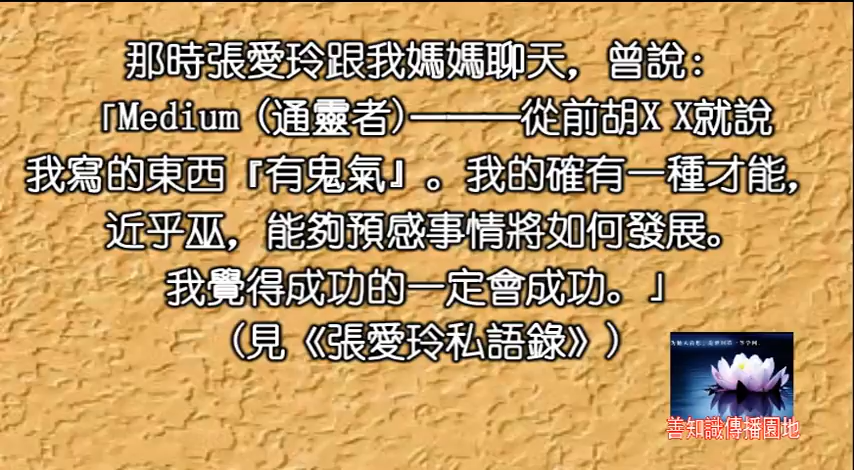 那時張愛玲跟我媽媽聊天，曾說：
「Medium (通靈者)———從前胡X X就說
我寫的東西『有鬼氣』。我的確有一種才能，
近乎巫，能夠預感事情將如何發展。
我覺得成功的一定會成功。」
（見《張愛玲私語錄》）
善知識傳播園地